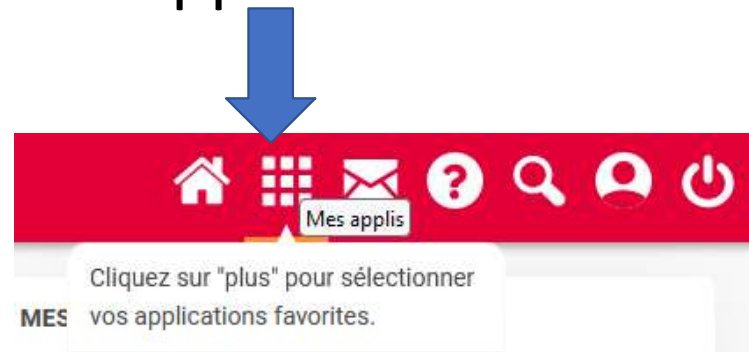 Mes applis
Cliquez sur "plus" pour sélectionner
MES vos applications favorites.